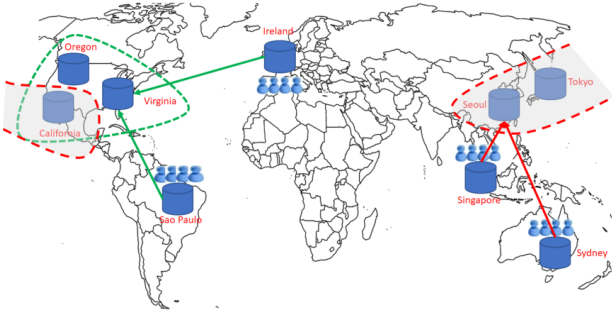 Ireland
Oregon
Tokyo
Virginia
Seoul
California
Singapore
Sao Paulo
Sydney